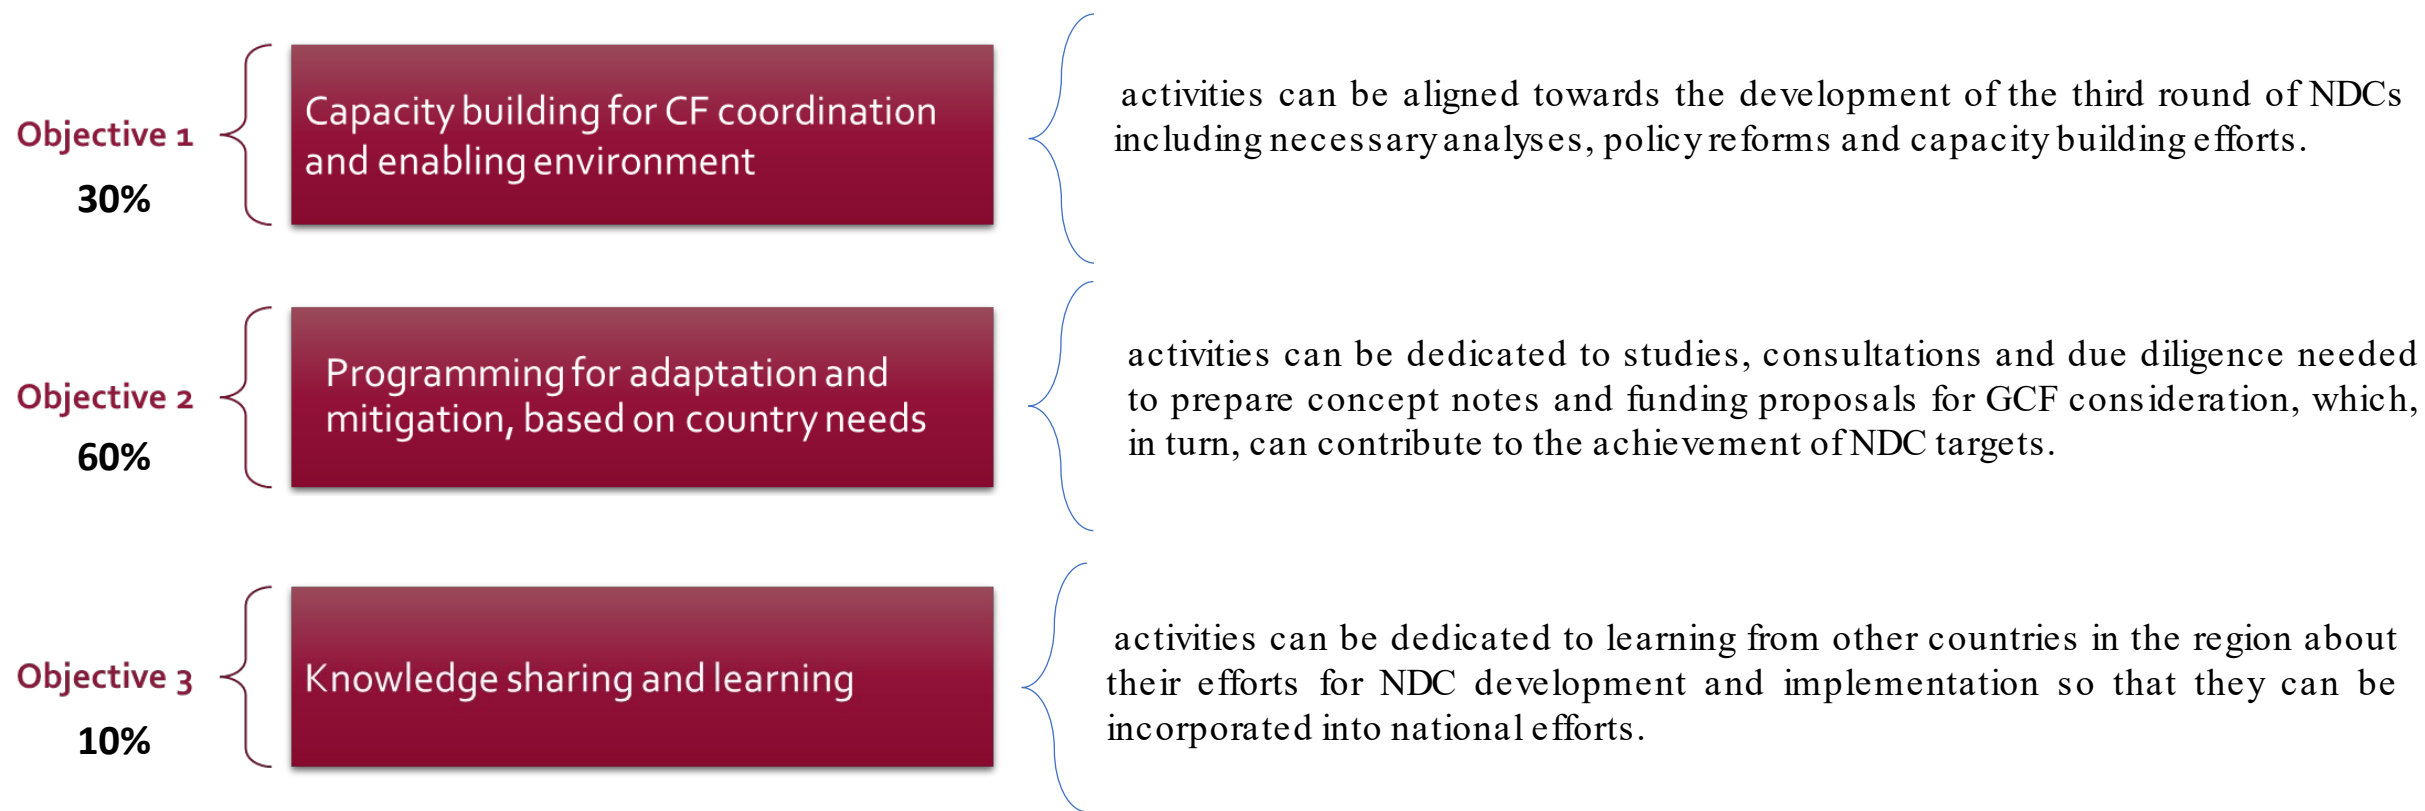 Objective 1
30%
Capacity building for CF coordination
and enabling environment
activities can be aligned towards the development of the third round of NDCs
including necessary analyses, policy reforms and capacity building efforts.
Objective 2
60%
Programming for adaptation and
mitigation, based on country needs
activities can be dedicated to studies, consultations and due diligence needed
to prepare concept notes and funding proposals for GCF consideration, which,
in turn, can contribute to the achievement of NDC targets.
Objective 3
10%
Knowledge sharing and learning
activities can be dedicated to learning from other countries in the region about
their efforts for NDC development and implementation so that they can be
incorporated into national efforts.